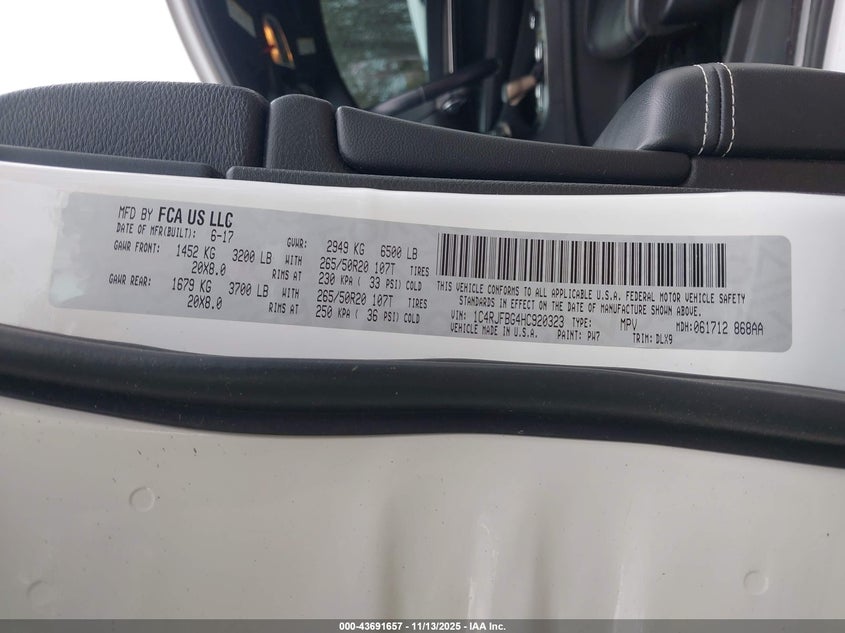 MFD BY FCA US LLC
DATE OF MFR(BUILT): 6-17 GVWR: 2949 KG 6500 LB
GAWR FRONT: 1452 KG 3200 LB WITH 265/50R20 107T TIRES
20X8.0 RIMS AT 230 KPA ( 33 PSI) COLD
GAWR REAR: 1679 KG 3700 LB WITH 265/50R20 107T TIRES
20X8.0 RIMS AT 250 KPA ( 36 PSI) COLD
THIS VEHICLE CONFORMS TO ALL APPLICABLE U.S.A. FEDERAL MOTOR VEHICLE SAFETY
STANDARDS IN EFFECT ON THE DATE OF MANUFACTURE SHOWN ABOVE.
VIN: 1C4RJFBG4HC920323 TYPE: MPV MDH:061712 868AA
VEHICLE MADE IN U.S.A. PAINT: PW7 TRIM: DLX9
000-43691657 - 11/13/2025 - IAA Inc.